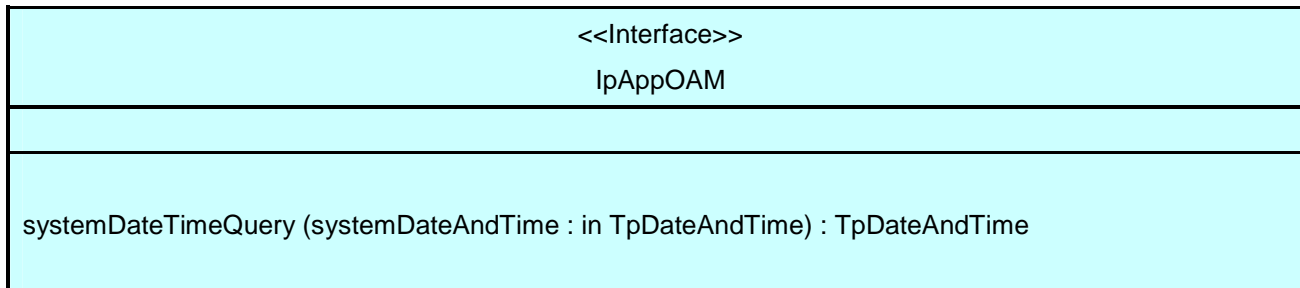 <<Interface>>
IpAppOAM
systemDateTimeQuery (systemDateAndTime : in TpDateAndTime) : TpDateAndTime